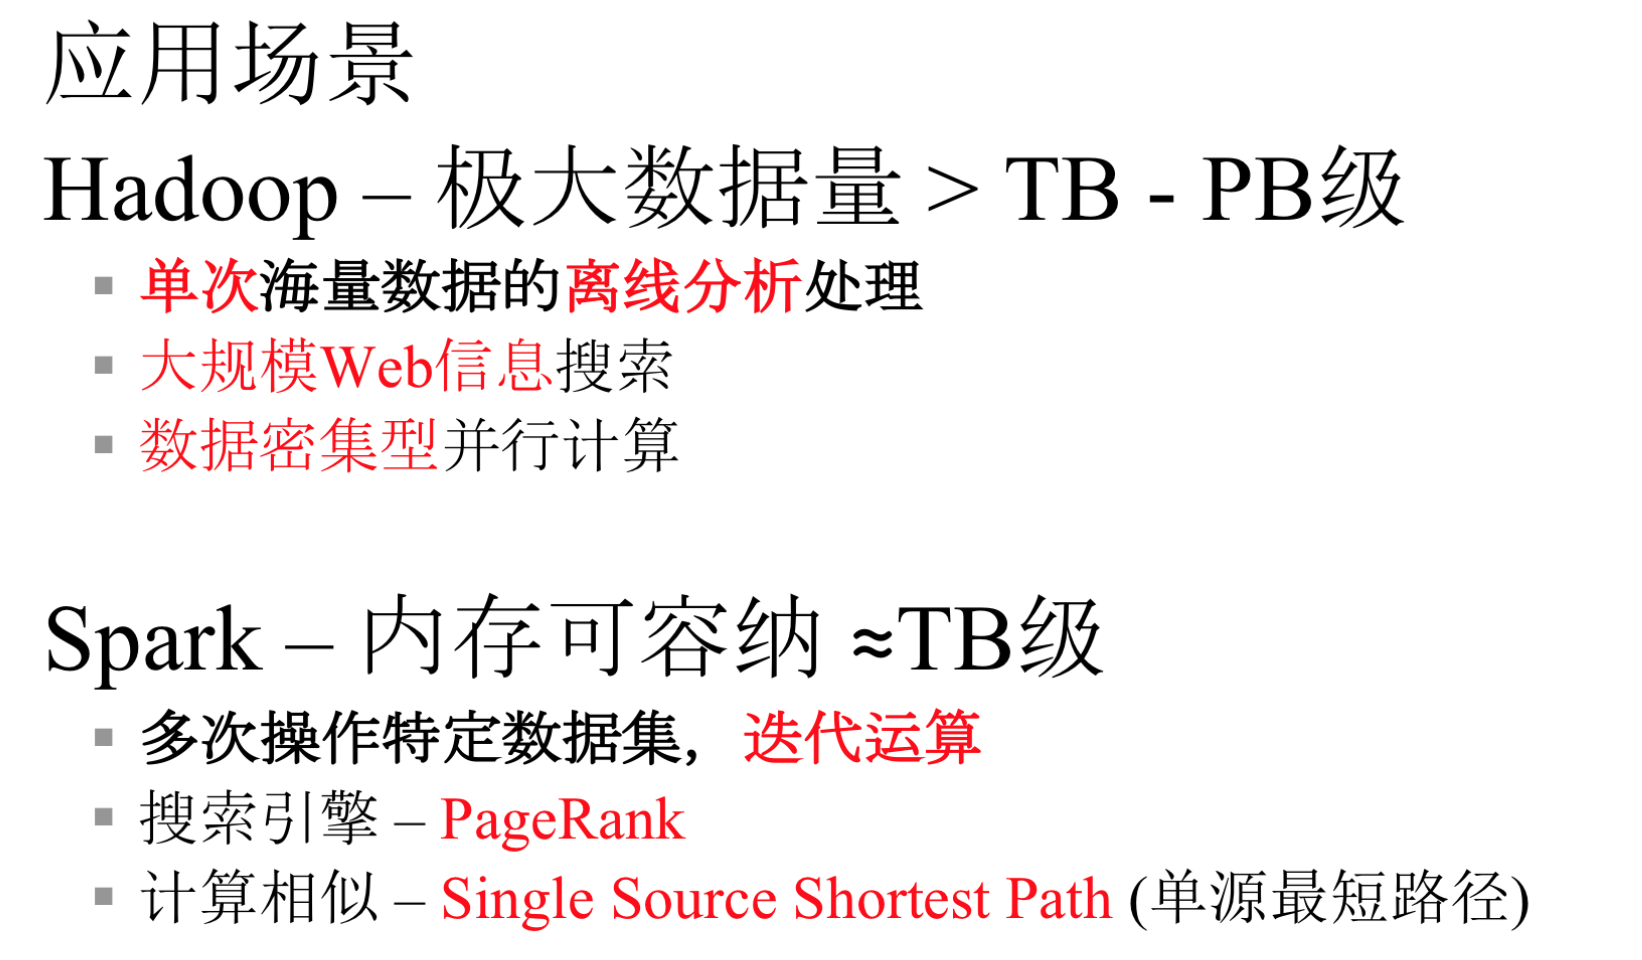 应用场景
Hadoop – 极大数据量 > TB - PB级
▪ 单次海量数据的离线分析处理
▪ 大规模Web信息搜索
▪ 数据密集型并行计算
Spark – 内存可容纳 ≈TB级
▪ 多次操作特定数据集，迭代运算
▪ 搜索引擎 – PageRank
▪ 计算相似 – Single Source Shortest Path (单源最短路径)